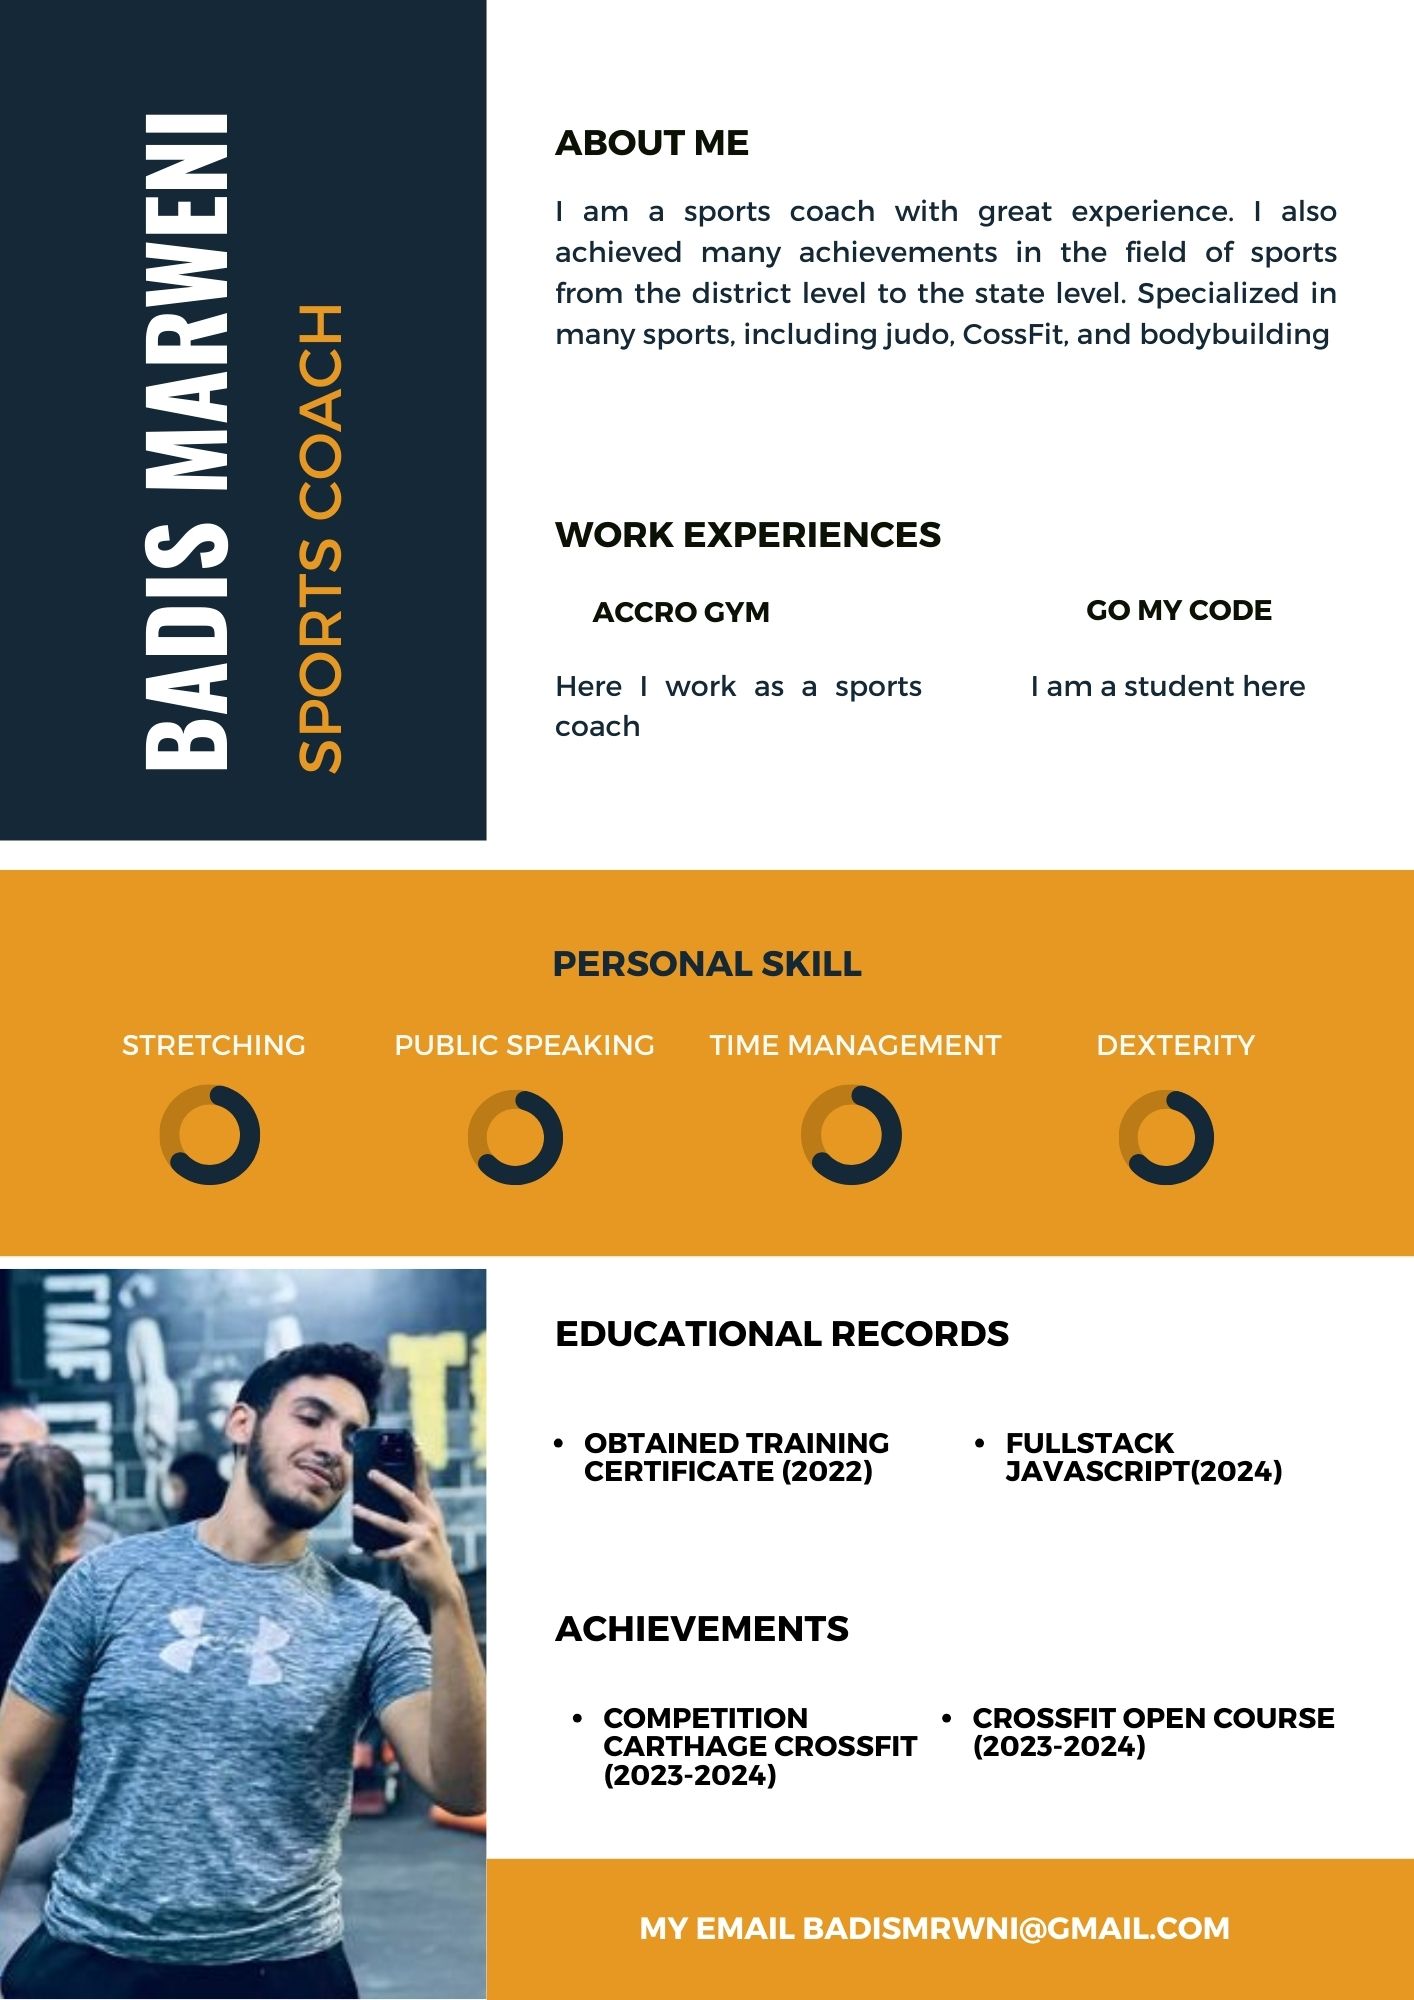 BADIS MARWENI
SPORTS COACH
ABOUT ME
I am a sports coach with great experience. I also
achieved many achievements in the field of sports
from the district level to the state level. Specialized in
many sports, including judo, CossFit, and bodybuilding
WORK EXPERIENCES
ACCRO GYM
Here I work as a sports
coach
GO MY CODE
I am a student here
PERSONAL SKILL
STRETCHING
PUBLIC SPEAKING
TIME MANAGEMENT
DEXTERITY
EDUCATIONAL RECORDS
• OBTAINED TRAINING
CERTIFICATE (2022)
• FULLSTACK
JAVASCRIPT(2024)
ACHIEVEMENTS
• COMPETITION
CARTHAGE CROSSFIT
(2023-2024)
• CROSSFIT OPEN COURSE
(2023-2024)
MY EMAIL BADISMRWNI@GMAIL.COM